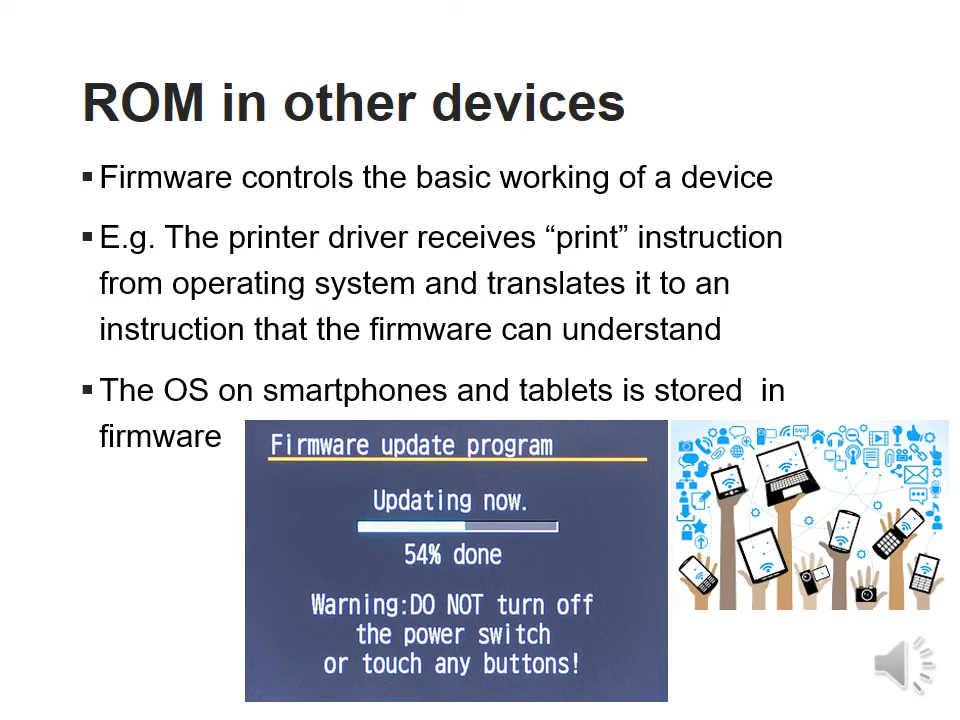 ROM in other devices
▪ Firmware controls the basic working of a device
▪ E.g. The printer driver receives “print” instruction
from operating system and translates it to an
instruction that the firmware can understand
▪ The OS on smartphones and tablets is stored  in
firmware
Firmware update program
Updating now.
54% done
Warning:DO NOT turn off
the power switch
or touch any buttons!
SMS